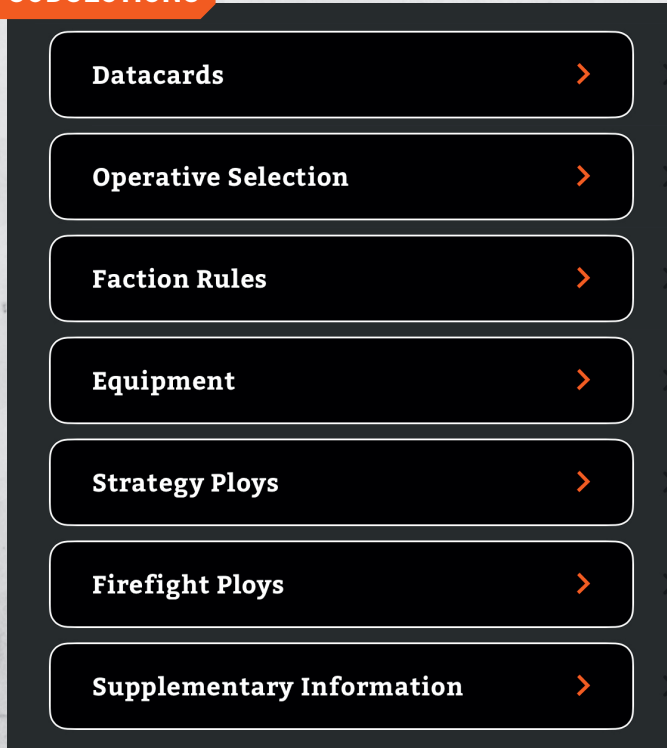 Datacards
Operative Selection
Faction Rules
Equipment
Strategy Ploys
Firefight Ploys
Supplementary Information